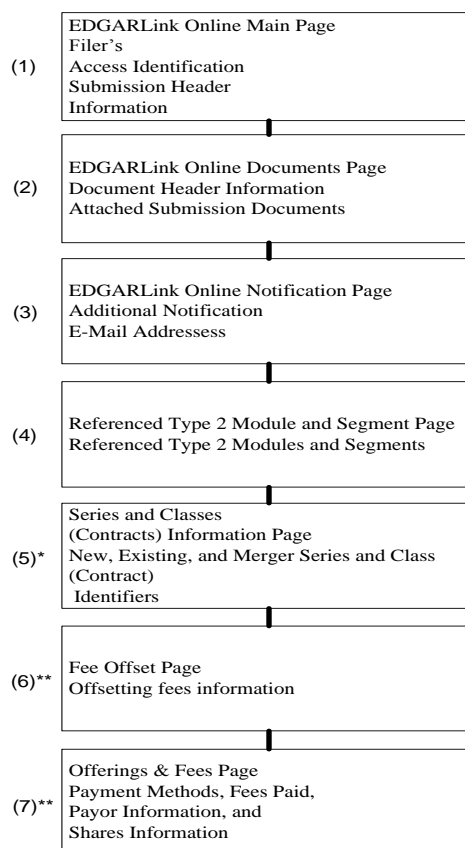 EDGARLink Online Main Page
Filer's
(1)
Access Identification
Submission Header
Information
EDGARLink Online Documents Page
(2)
Document Header Information
Attached Submission Documents
EDGARLink Online Notification Page
(3)
Additional Notification
E-Mail Addressess
(4)
Referenced Type 2 Module and Segment Page
Referenced Type 2 Modules and Segments
Series and Classes
(Contracts) Information Page
(5)*
New, Existing, and Merger Series and Class
(Contract)
Identifiers
(6)**
Fee Offset Page
Offsetting fees information
Offerings & Fees Page
(7)**
Payment Methods, Fees Paid,
Payor Information, and
Shares Information